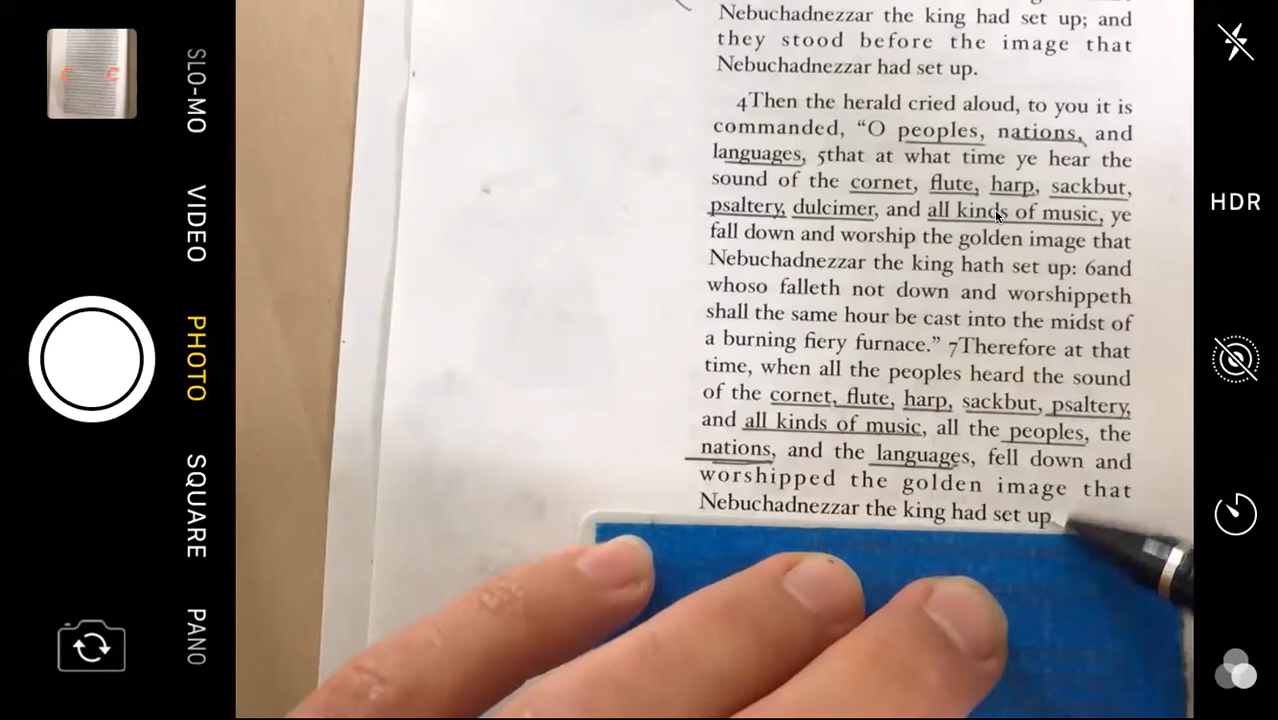 SLO-MO
VIDEO
PHOTO
SQUARE
PANO
Nebuchadnezzar the king had set up; and
they stood before the image that
Nebuchadnezzar had set up.
4Then the herald cried aloud, to you it is
commanded, “O peoples, nations, and
languages, 5that at what time ye hear the
sound of the cornet, flute, harp, sackbut,
psaltery, dulcimer, and all kinds of music, ye
fall down and worship the golden image that
Nebuchadnezzar the king hath set up: 6and
whoso falleth not down and worshippeth
shall the same hour be cast into the midst of
a burning fiery furnace.” 7Therefore at that
time, when all the peoples heard the sound
of the cornet, flute, harp, sackbut, psaltery,
and all kinds of music, all the peoples, the
nations, and the languages, fell down and
worshipped the golden image that
Nebuchadnezzar the king had set up
HDR